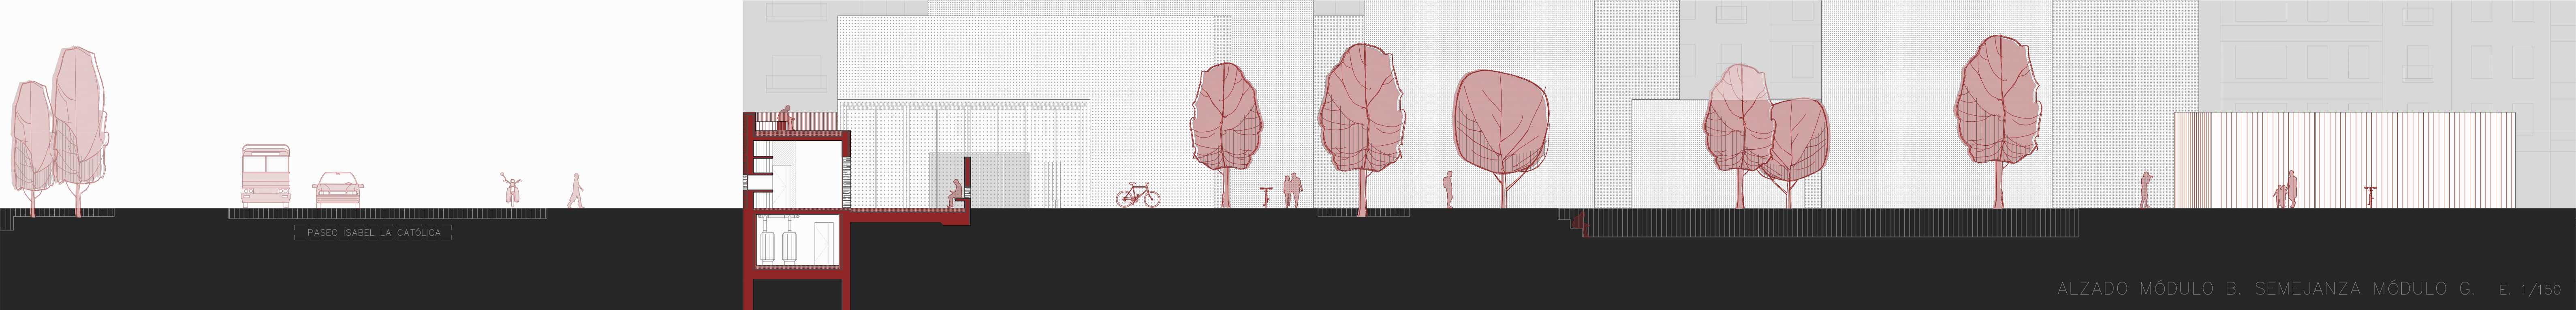 PASEO ISABEL LA CATÓLICA
ALZADO MÓDULO B. SEMEJANZA MÓDULO G. E. 1/150